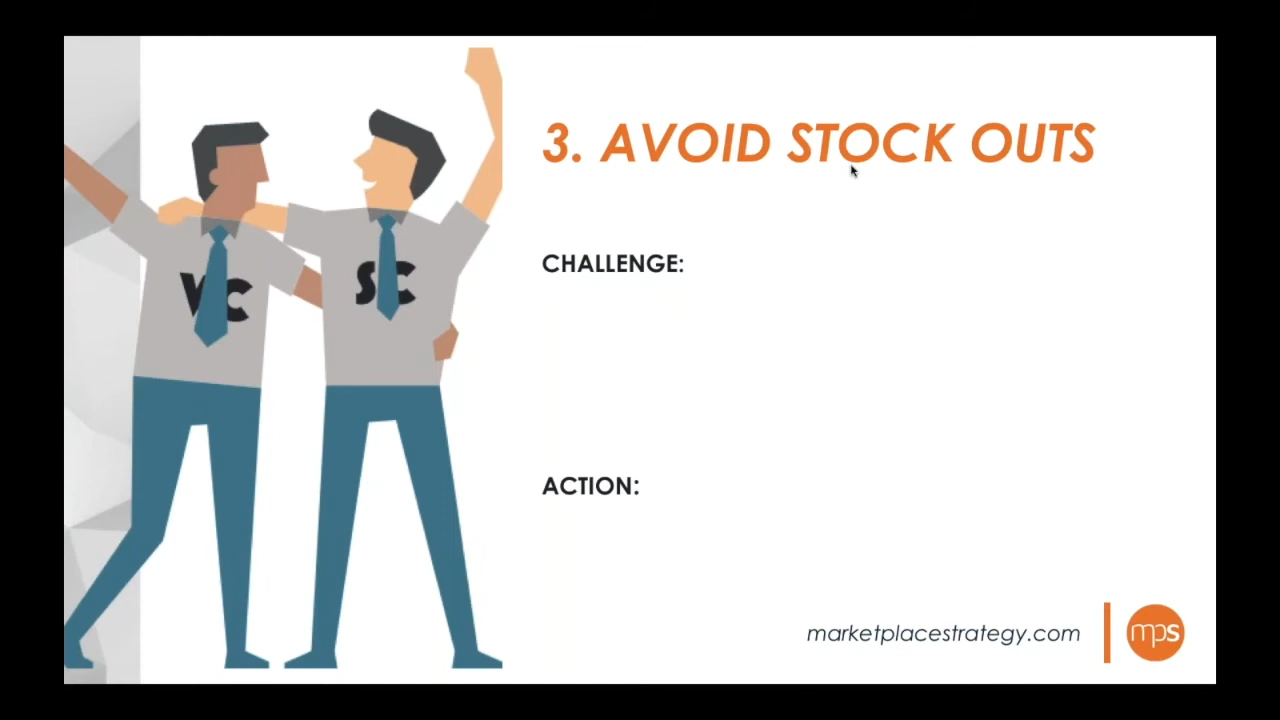 3. AVOID STOCK OUTS
VC
SC
CHALLENGE:
ACTION:
marketplacestrategy.com
mps